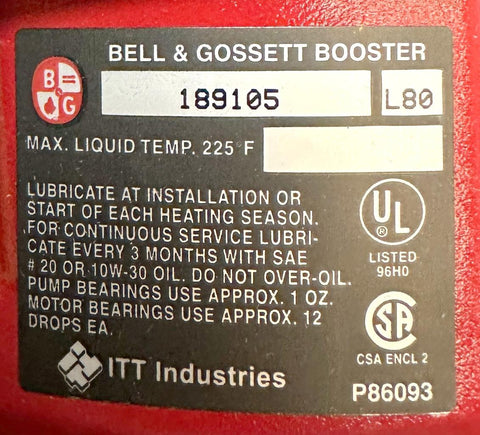 BELL & GOSSETT BOOSTER
B
G
189105
L80
MAX. LIQUID TEMP. 225°F
LUBRICATE AT INSTALLATION OR
START OF EACH HEATING SEASON.
FOR CONTINUOUS SERVICE LUBRI-
CATE EVERY 3 MONTHS WITH SAE
# 20 OR 10W-30 OIL. DO NOT OVER-OIL.
PUMP BEARINGS USE APPROX. 1 OZ.
MOTOR BEARINGS USE APPROX. 12
DROPS EA.
UL
®
LISTED
96H0
CSA
CSA ENCL 2
ITT Industries
P86093